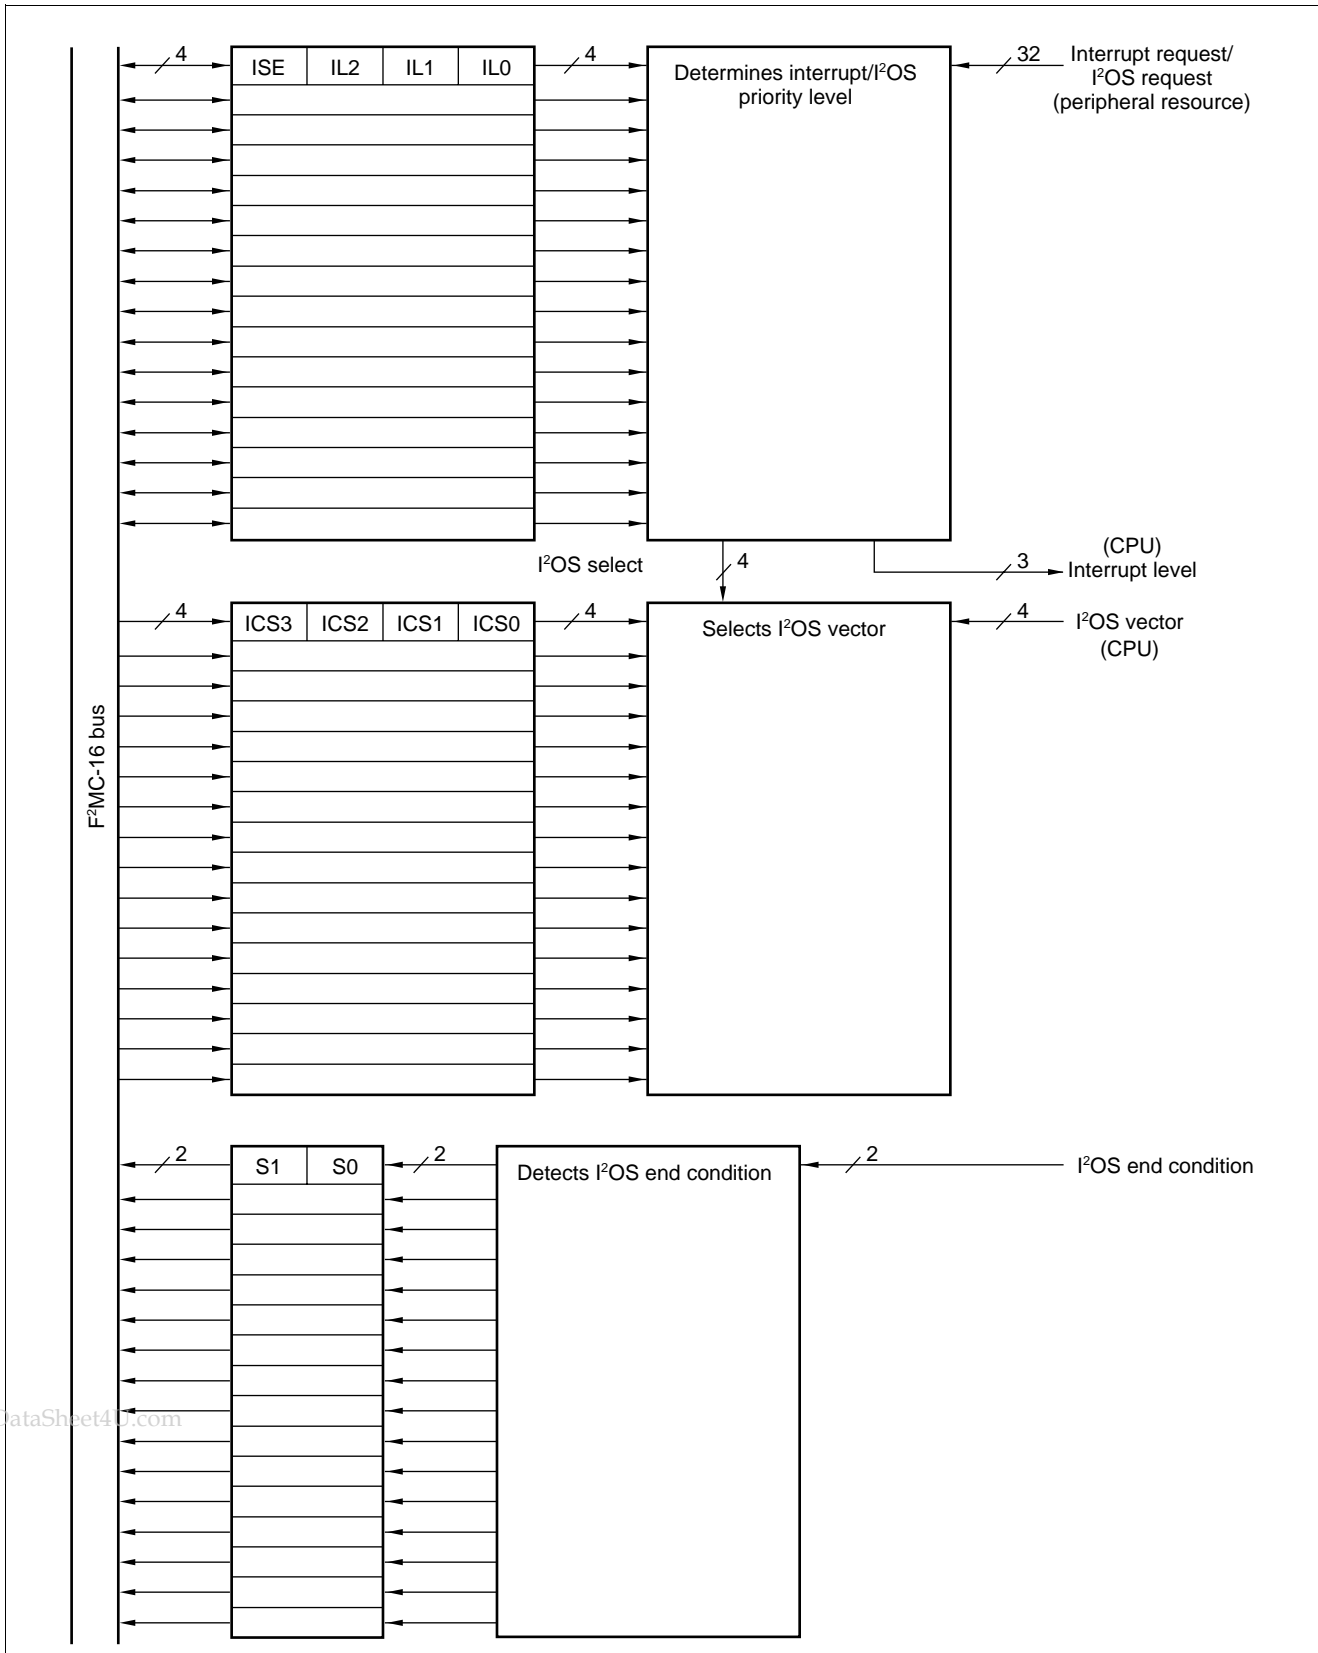 4
ISE IL2 IL1 IL0
4
Determines interrupt/I²OS
priority level
32
Interrupt request/
I²OS request
(peripheral resource)
I²OS select
4
3
(CPU)
Interrupt level
4
ICS3 ICS2 ICS1 ICS0
4
Selects I²OS vector
4
I²OS vector
(CPU)
F²MC-16 bus
2
S1 S0
2
Detects I²OS end condition
2
I²OS end condition
DataSheet4U.com